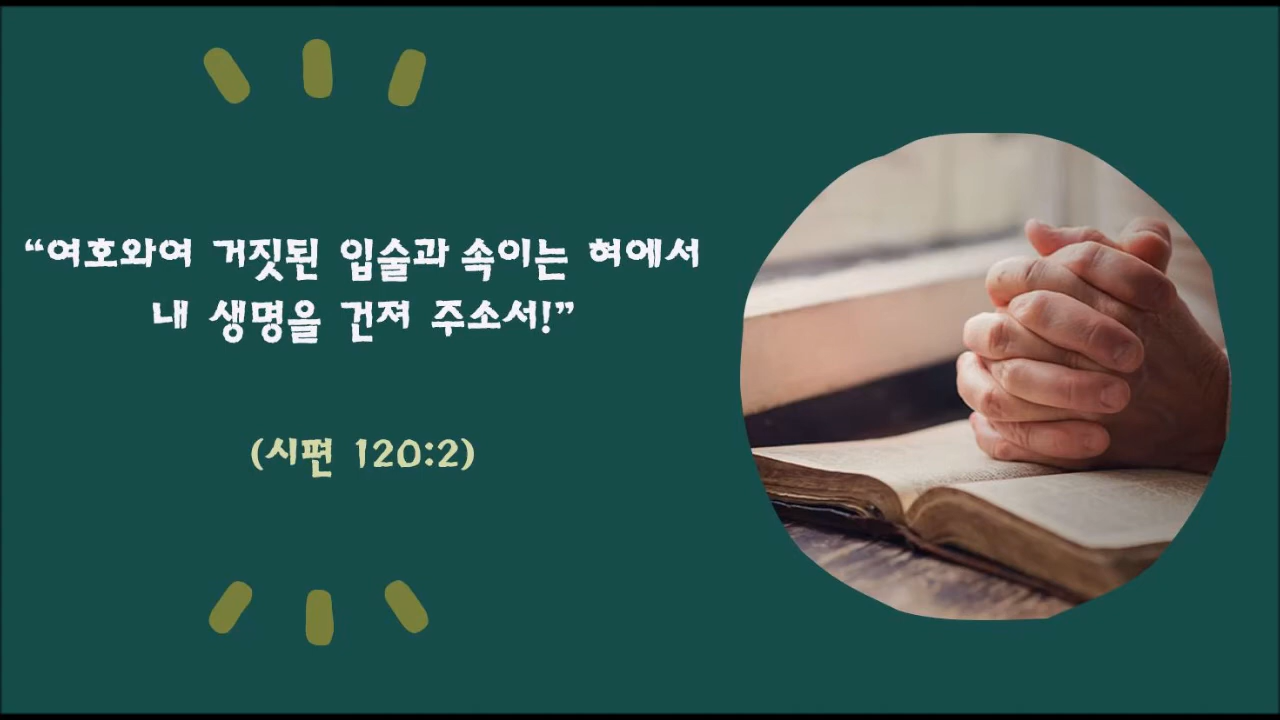 “여호와여 거짓된 입술과 속이는 혀에서
내 생명을 건져 주소서!”
(시편 120:2)